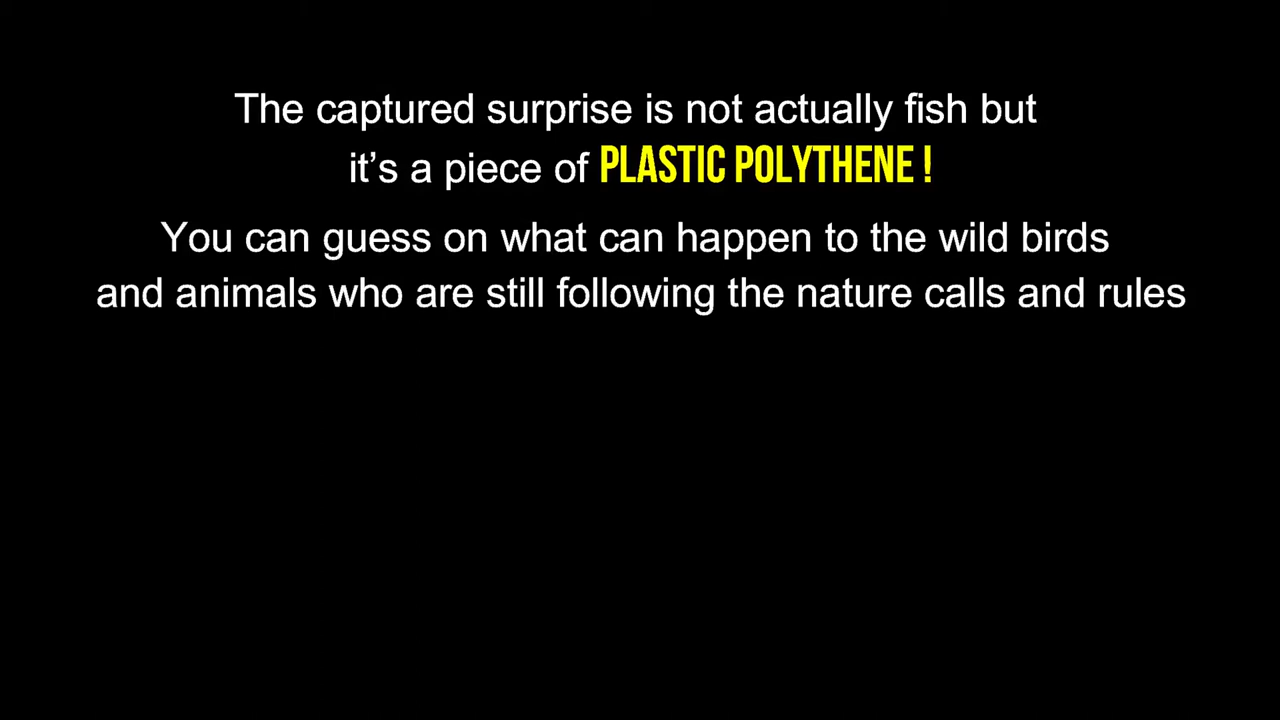 The captured surprise is not actually fish but
it’s a piece of PLASTIC POLYTHENE !
You can guess on what can happen to the wild birds
and animals who are still following the nature calls and rules